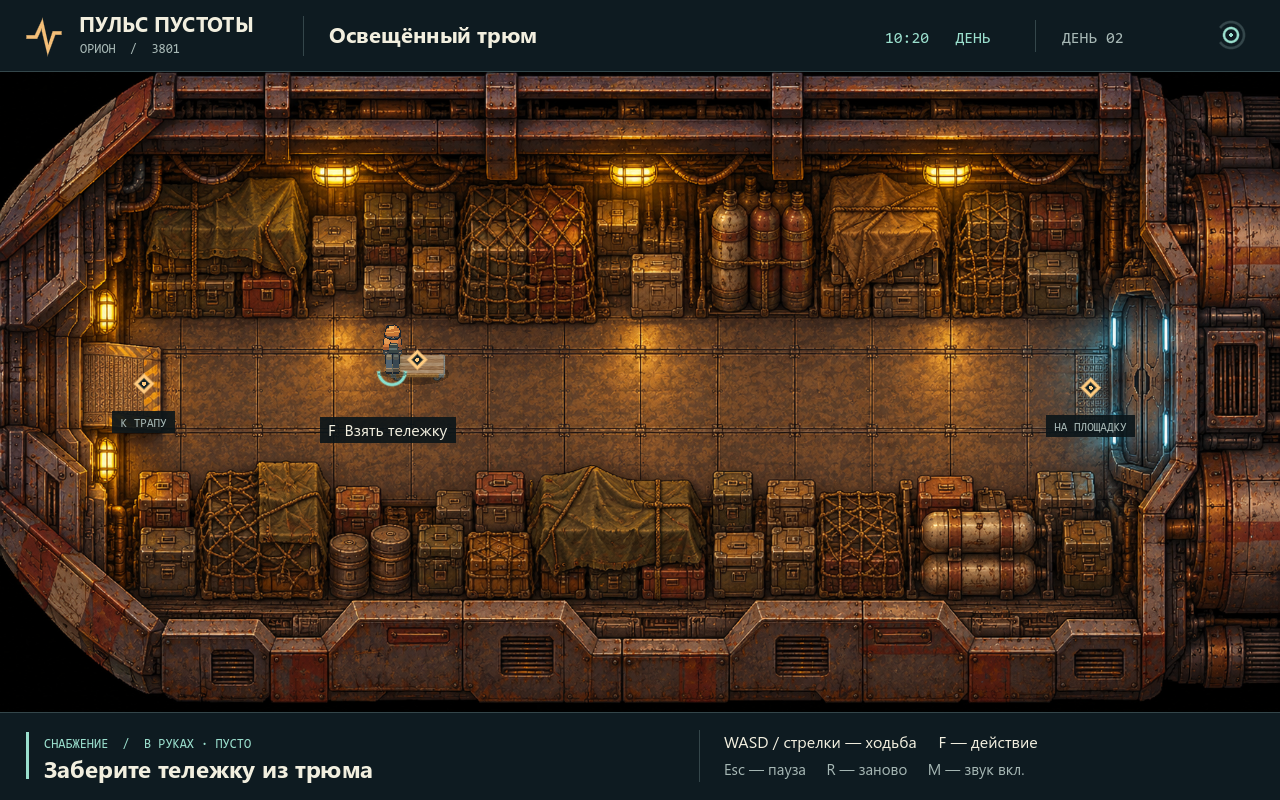 ПУЛЬС ПУСТОТЫ
ОРИОН / 3801
Освещённый трюм
10:20 ДЕНЬ
ДЕНЬ 02
К ТРАПУ
F Взять тележку
НА ПЛОЩАДКУ
СНАБЖЕНИЕ / В РУКАХ · ПУСТО
Заберите тележку из трюма
WASD / стрелки — ходьба F — действие
Esc — пауза R — заново M — звук вкл.